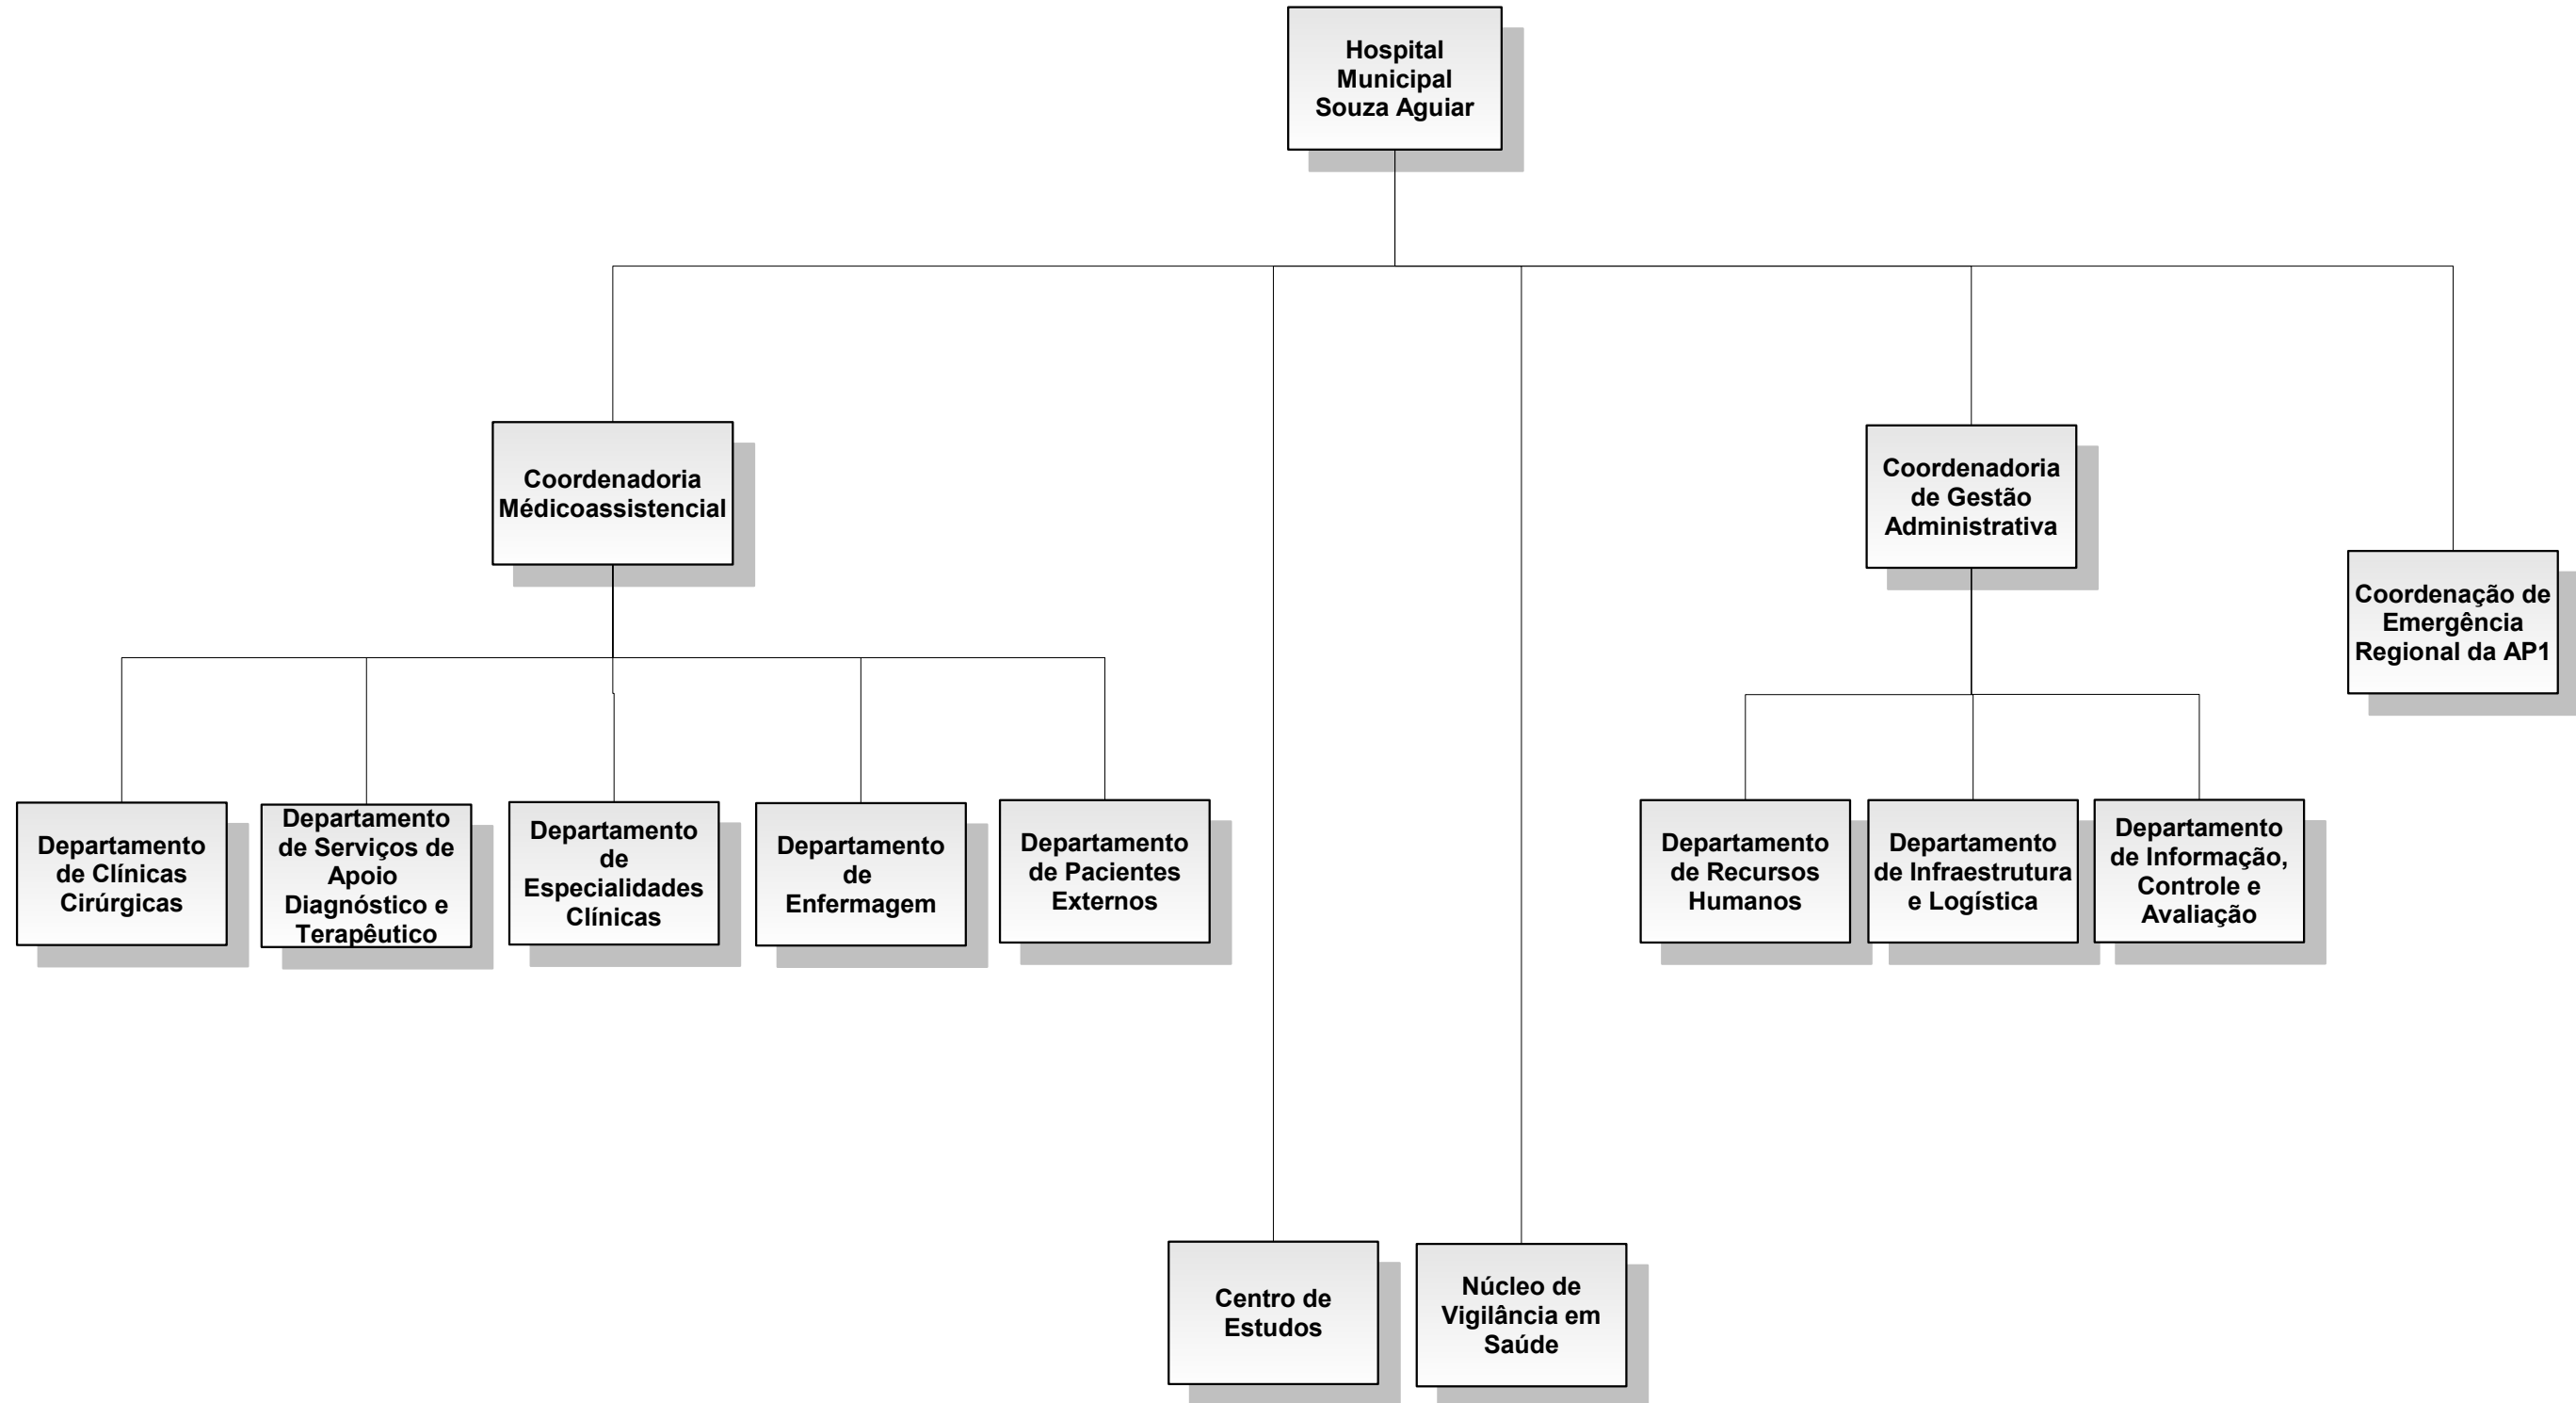 Hospital
Municipal
Souza Aguiar
Coordenadoria
Médicoassistencial
Coordenadoria
de Gestão
Administrativa
Coordenação de
Emergência
Regional da AP1
Departamento
de Clínicas
Cirúrgicas
Departamento
de Serviços de
Apoio
Diagnóstico e
Terapêutico
Departamento
de
Especialidades
Clínicas
Departamento
de
Enfermagem
Departamento
de Pacientes
Externos
Departamento
de Recursos
Humanos
Departamento
de Infraestrutura
e Logística
Departamento
de Informação,
Controle e
Avaliação
Centro de
Estudos
Núcleo de
Vigilância em
Saúde